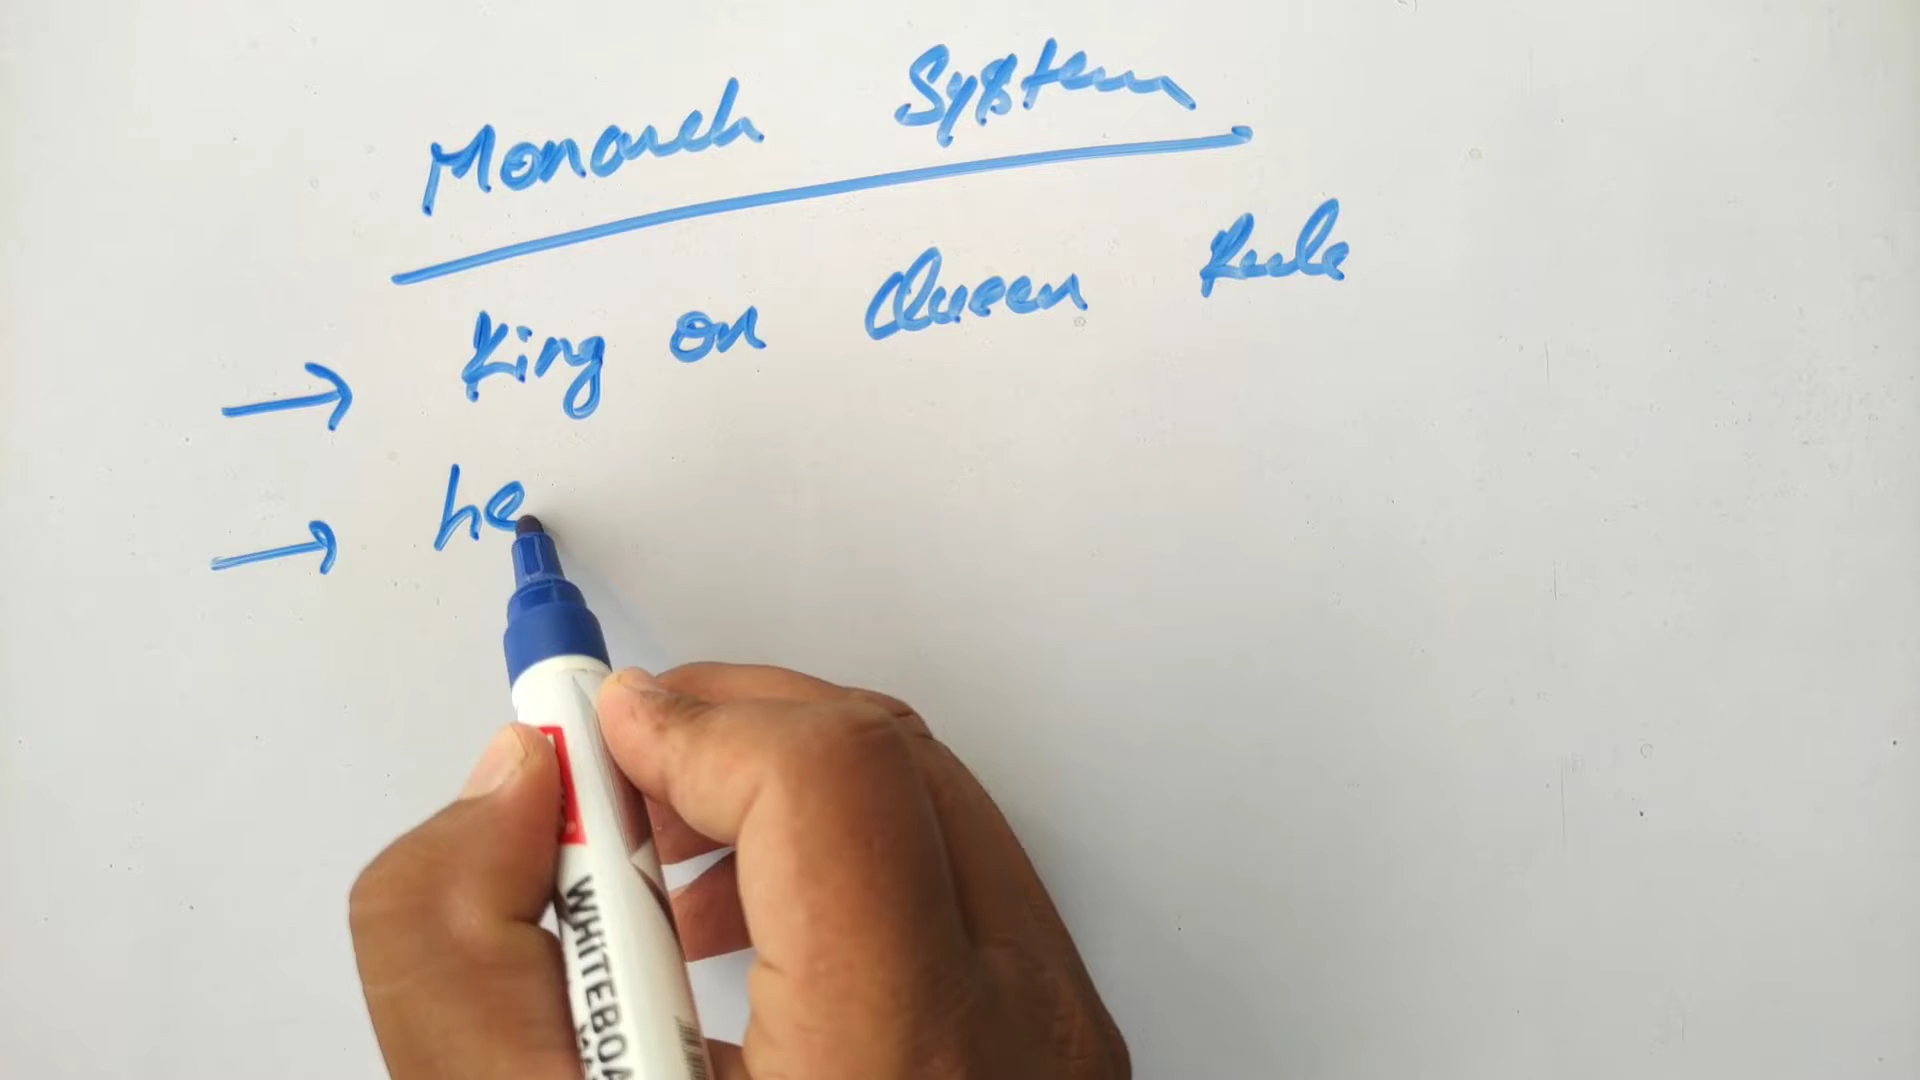 Monarch System
→ King or Queen Rule
→ he
WHITEBOA